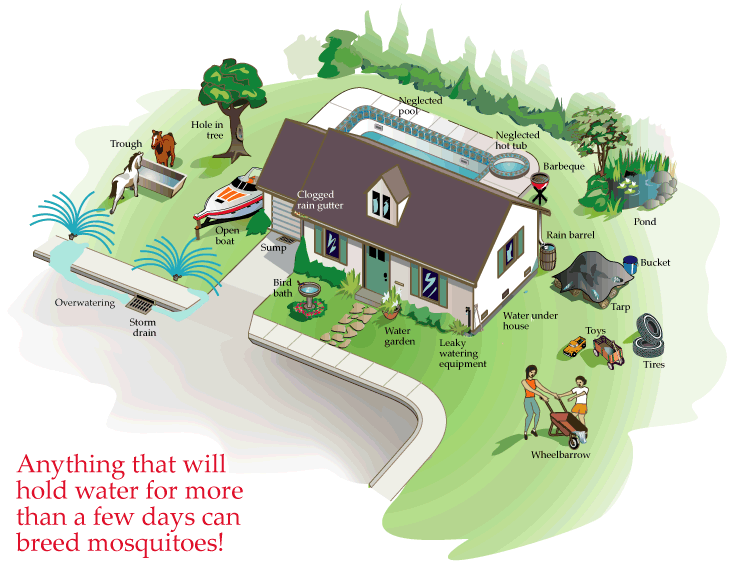 Neglected
pool
Neglected
hot tub
Hole in
tree
Trough
Barbeque
Clogged
rain gutter
Pond
Open
boat
Rain barrel
Sump
Bucket
Bird
bath
Overwatering
Storm
drain
Tarp
Water under
house
Water
garden
Leaky
watering
equipment
Toys
Tires
Wheelbarrow
Anything that will
hold water for more
than a few days can
breed mosquitoes!